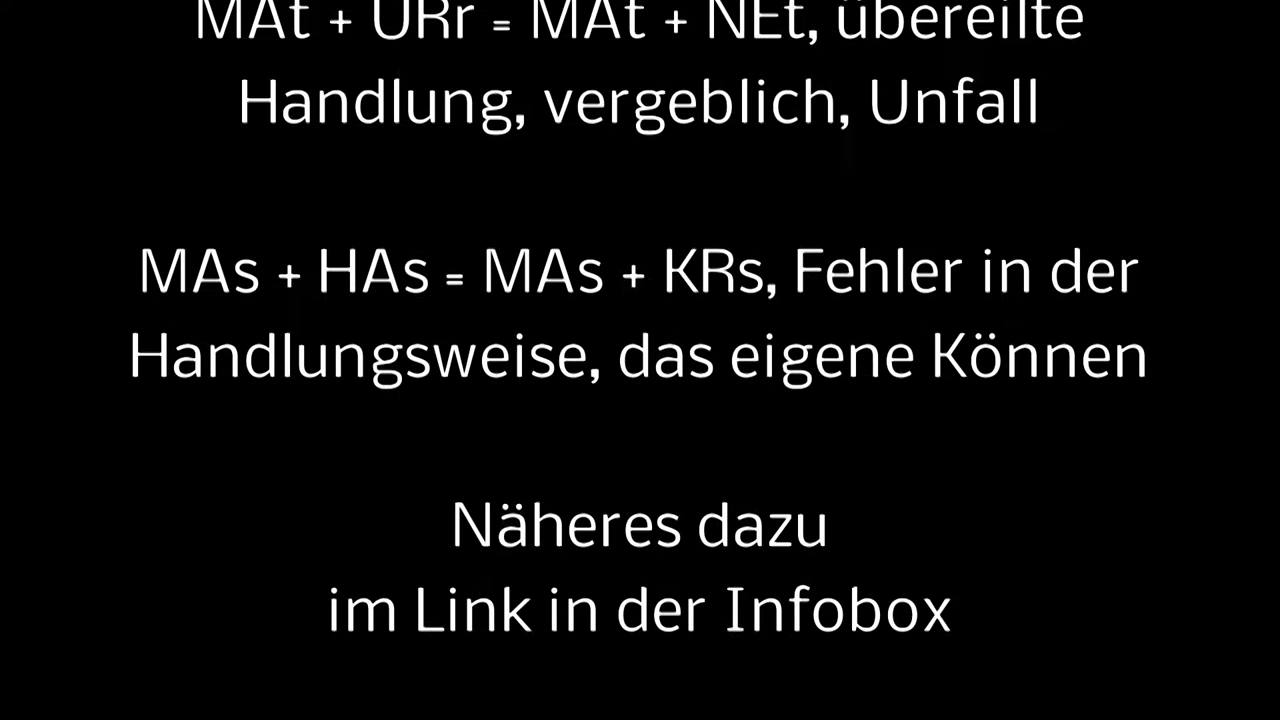 MAt + URr = MAt + NEt, übereilte
Handlung, vergeblich, Unfall
MAs + HAs = MAs + KRs, Fehler in der
Handlungsweise, das eigene Können
Näheres dazu
im Link in der Infobox